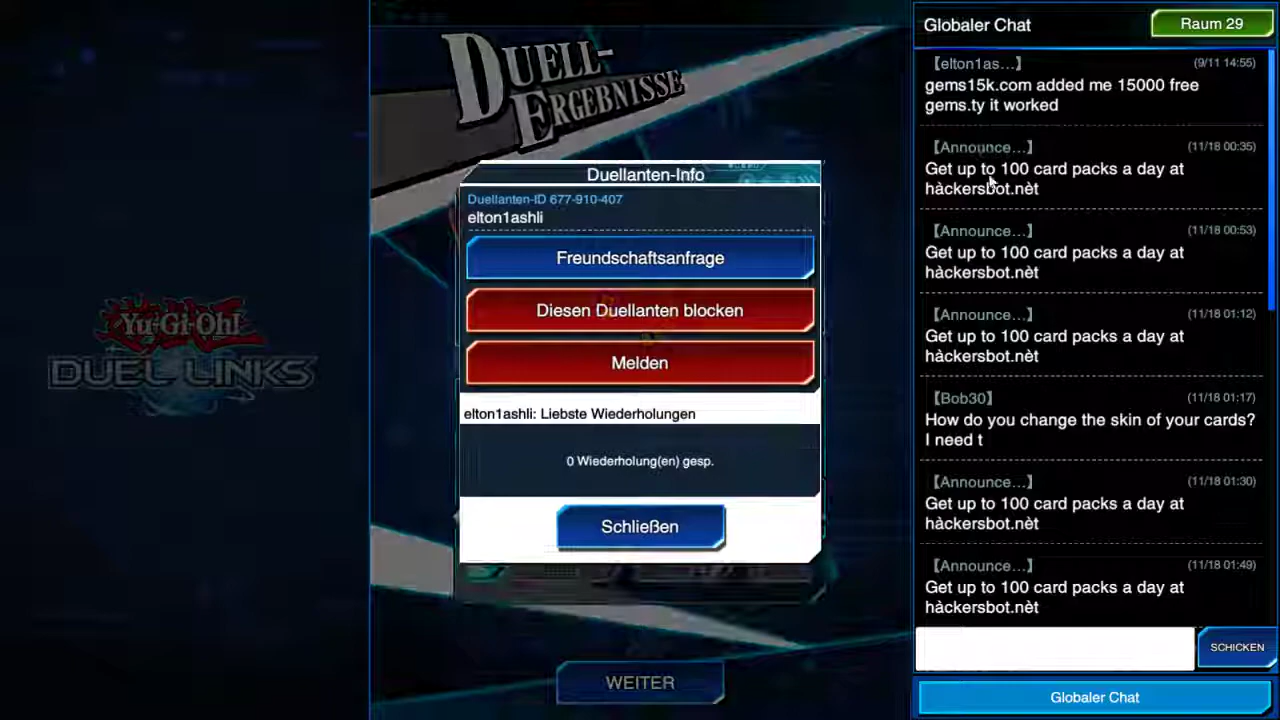 DUELL-
ERGEBNISSE
Yu-Gi-Oh!
DUEL LINKS
Duellanten-Info
Duellanten-ID 677-910-407
elton1ashli
Freundschaftsanfrage
Diesen Duellanten blocken
Melden
elton1ashli: Liebste Wiederholungen
0 Wiederholung(en) gesp.
Schließen
WEITER
Globaler Chat
Raum 29
【elton1as...】 (9/11 14:55)
gems15k.com added me 15000 free
gems.ty it worked
【Announce...】 (11/18 00:35)
Get up to 100 card packs a day at
hàckersbot.nèt
【Announce...】 (11/18 00:53)
Get up to 100 card packs a day at
hàckersbot.nèt
【Announce...】 (11/18 01:12)
Get up to 100 card packs a day at
hàckersbot.nèt
【Bob30】 (11/18 01:17)
How do you change the skin of your cards?
I need t
【Announce...】 (11/18 01:30)
Get up to 100 card packs a day at
hàckersbot.nèt
【Announce...】 (11/18 01:49)
Get up to 100 card packs a day at
hàckersbot.nèt
SCHICKEN
Globaler Chat